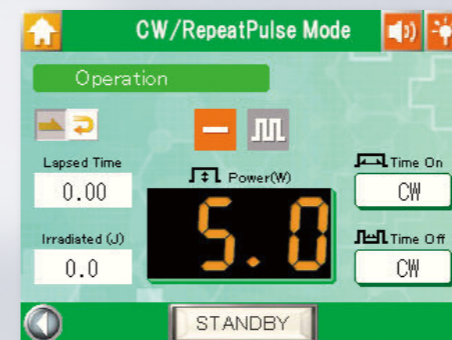 CW/RepeatPulse Mode
Operation
Lapsed Time
0.00
Power(W)
5.0
Time On
CW
Irradiated (J)
0.0
Time Off
CW
STANDBY